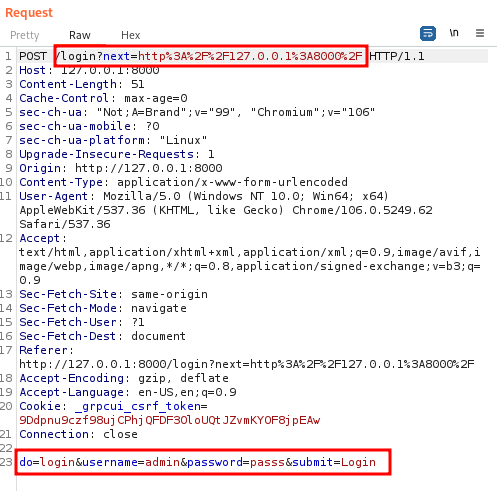 Request
Pretty Raw Hex
\n
1 POST /login?next=http%3A%2F%2F127.0.0.1%3A8000%2F HTTP/1.1
2 Host: 127.0.0.1:8000
3 Content-Length: 51
4 Cache-Control: max-age=0
5 sec-ch-ua: "Not;A=Brand";v="99", "Chromium";v="106"
6 sec-ch-ua-mobile: ?0
7 sec-ch-ua-platform: "Linux"
8 Upgrade-Insecure-Requests: 1
9 Origin: http://127.0.0.1:8000
10 Content-Type: application/x-www-form-urlencoded
11 User-Agent: Mozilla/5.0 (Windows NT 10.0; Win64; x64)
AppleWebKit/537.36 (KHTML, like Gecko) Chrome/106.0.5249.62
Safari/537.36
12 Accept:
text/html,application/xhtml+xml,application/xml;q=0.9,image/avif,i
mage/webp,image/apng,*/*;q=0.8,application/signed-exchange;v=b3;q=
0.9
13 Sec-Fetch-Site: same-origin
14 Sec-Fetch-Mode: navigate
15 Sec-Fetch-User: ?1
16 Sec-Fetch-Dest: document
17 Referer:
http://127.0.0.1:8000/login?next=http%3A%2F%2F127.0.0.1%3A8000%2F
18 Accept-Encoding: gzip, deflate
19 Accept-Language: en-US,en;q=0.9
20 Cookie: _grpcui_csrf_token=
9Ddpnu9czf98ujCPhjQFDF3OloUQtJZvmKYOF8jpEAw
21 Connection: close
22
23 do=login&username=admin&password=passs&submit=Login